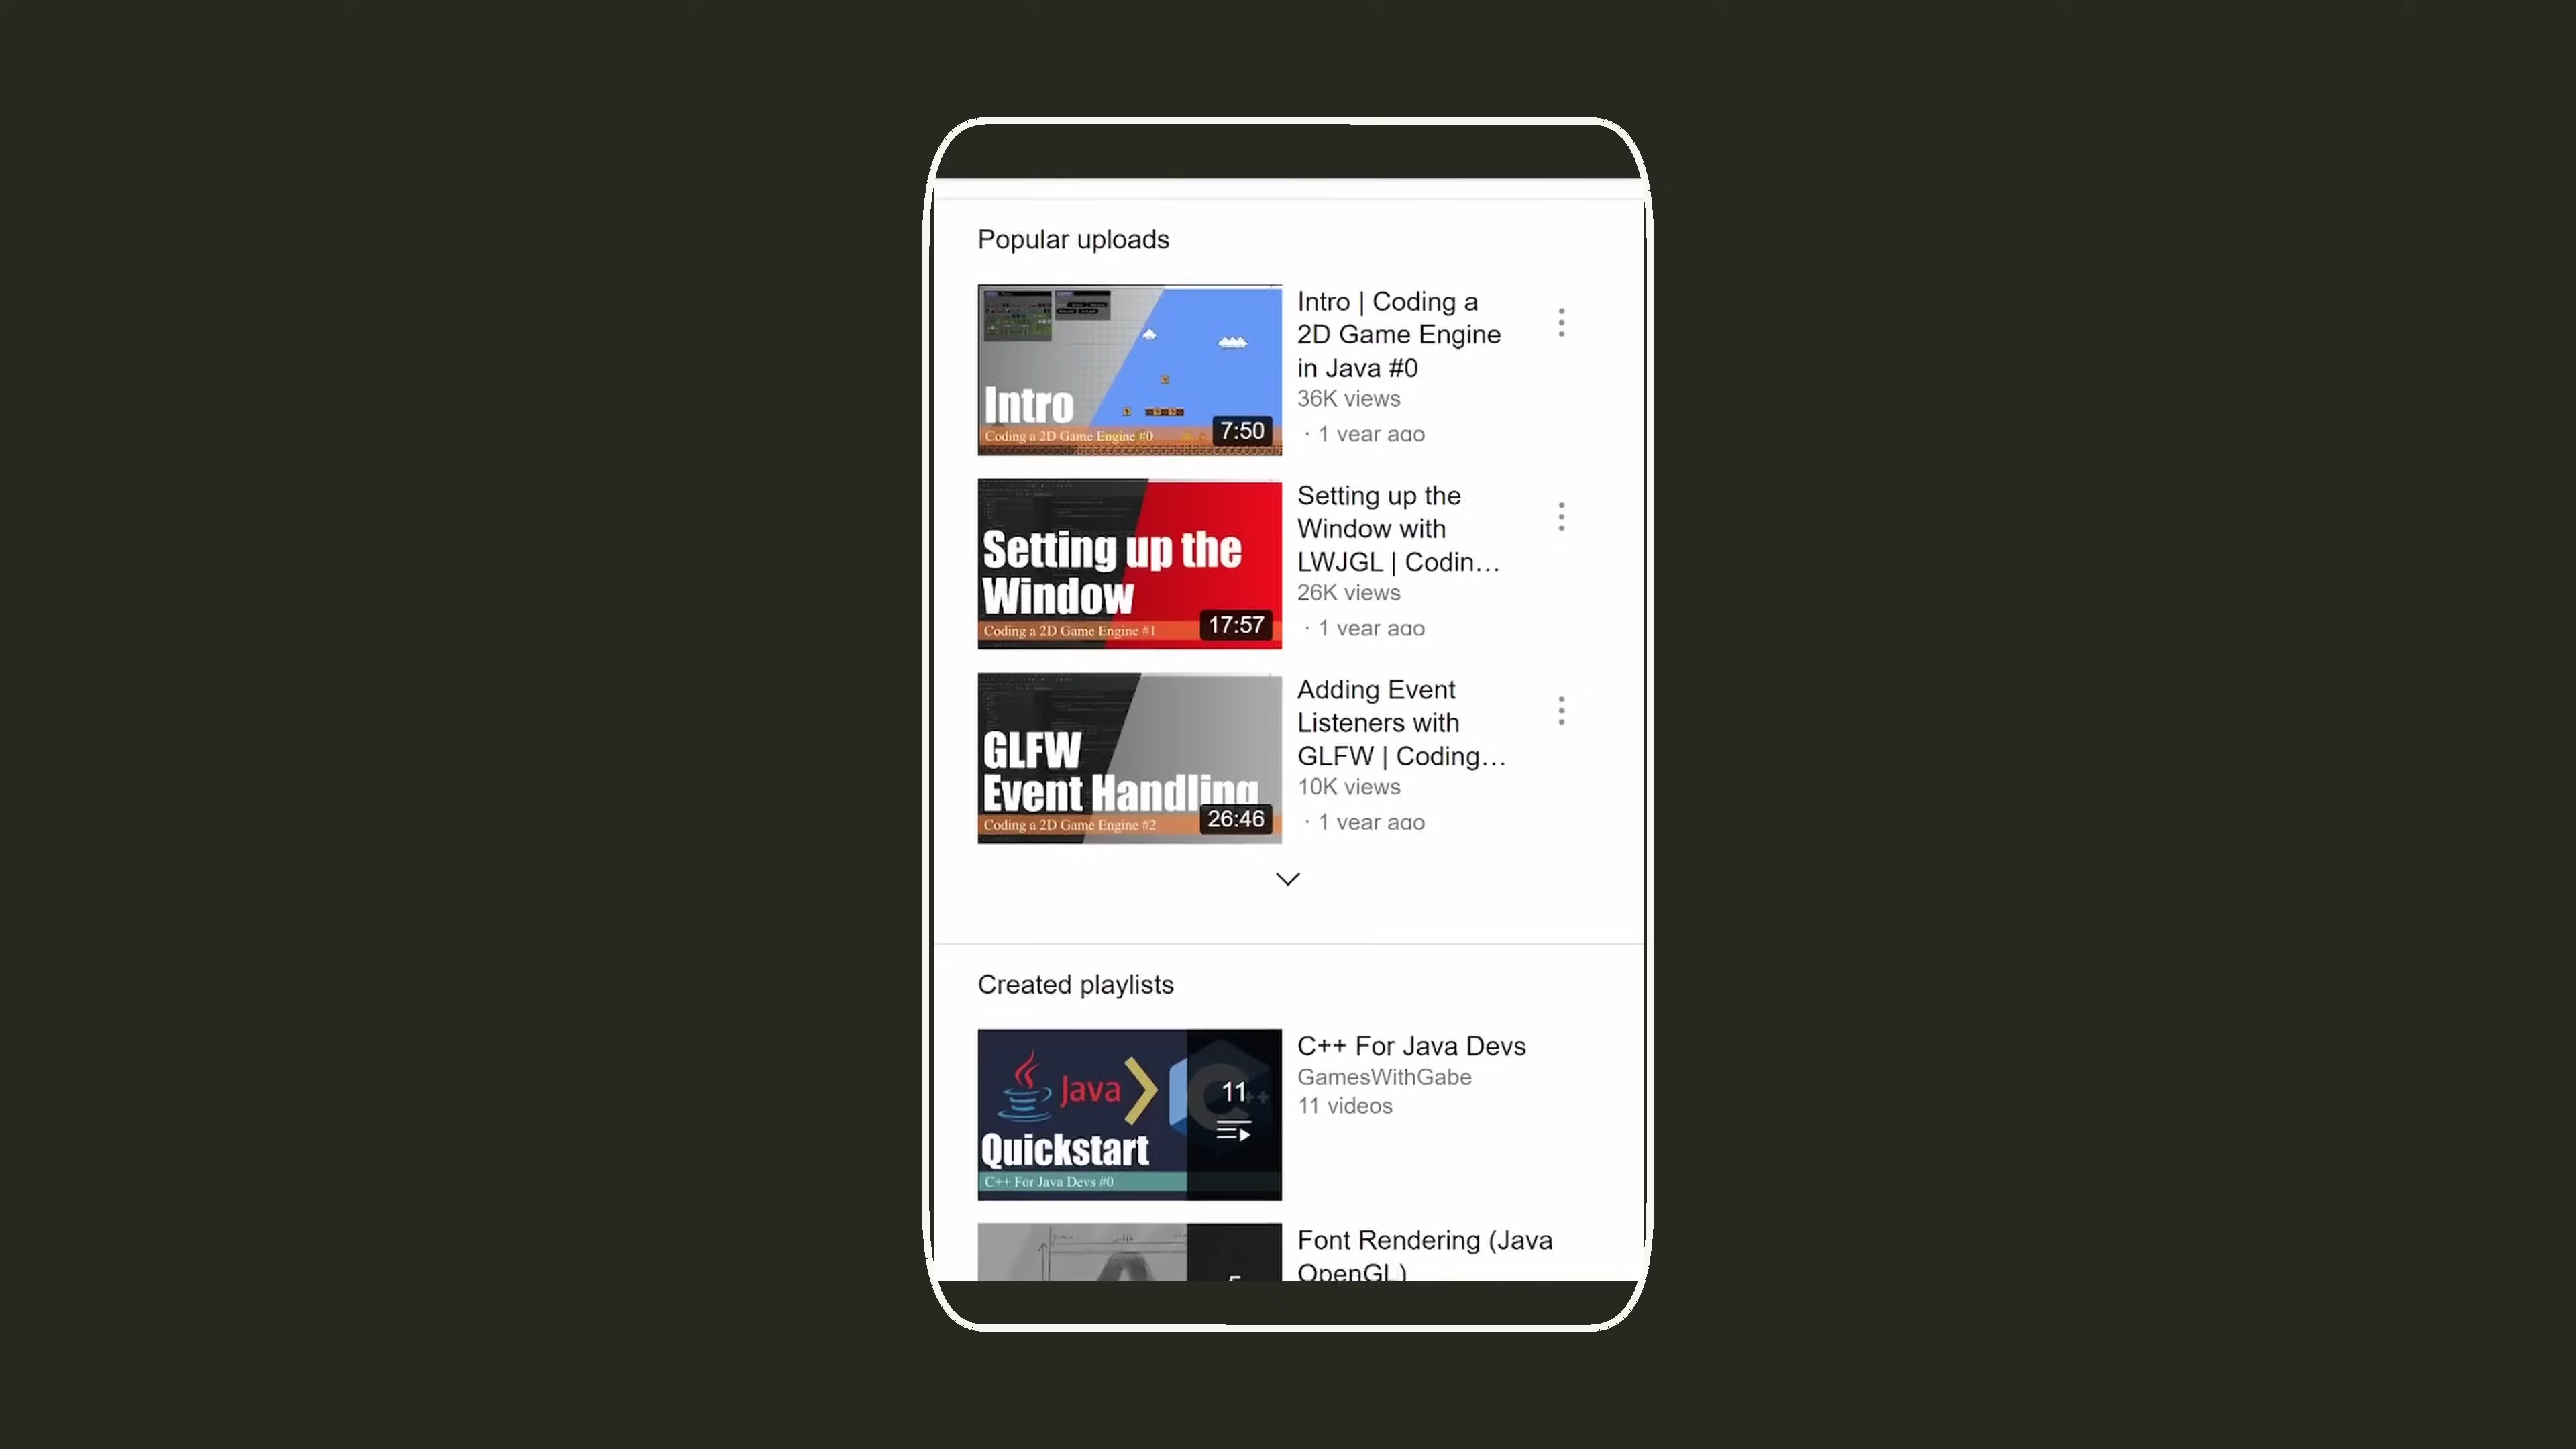 Popular uploads
Intro
Coding a 2D Game Engine #0
7:50
Intro | Coding a
2D Game Engine
in Java #0
36K views
· 1 year ago
Setting up the
Window
Coding a 2D Game Engine #1
17:57
Setting up the
Window with
LWJGL | Codin...
26K views
· 1 year ago
GLFW
Event Handling
Coding a 2D Game Engine #2
26:46
Adding Event
Listeners with
GLFW | Coding...
10K views
· 1 year ago
Created playlists
Java
C++
11
Quickstart
C++ For Java Devs #0
C++ For Java Devs
GamesWithGabe
11 videos
5
Font Rendering (Java
OpenGL)